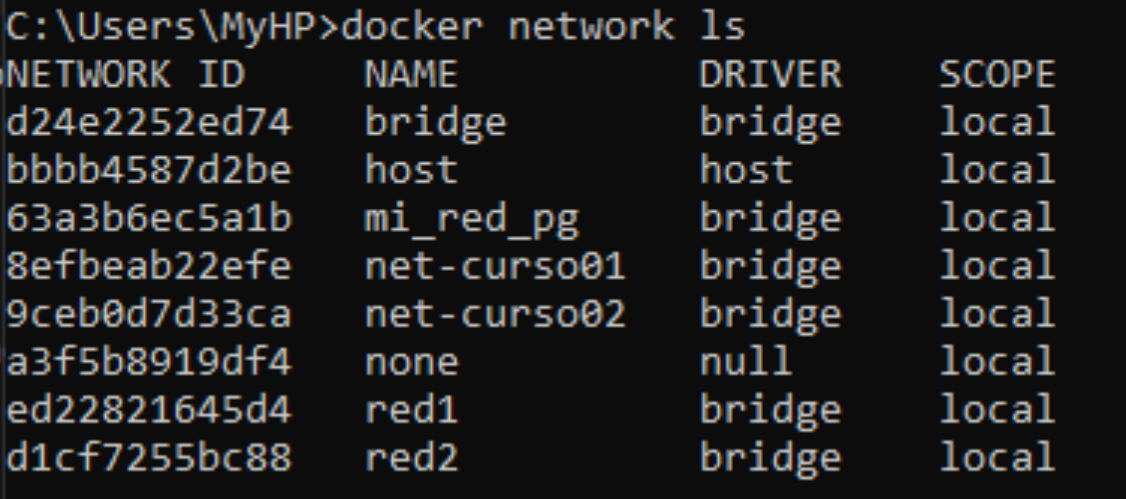 C:\Users\MyHP>docker network ls
NETWORK ID     NAME          DRIVER    SCOPE
d24e2252ed74   bridge        bridge    local
bbbb4587d2be   host          host      local
63a3b6ec5a1b   mi_red_pg     bridge    local
8efbeab22efe   net-curso01   bridge    local
9ceb0d7d33ca   net-curso02   bridge    local
a3f5b8919df4   none          null      local
ed22821645d4   red1          bridge    local
d1cf7255bc88   red2          bridge    local